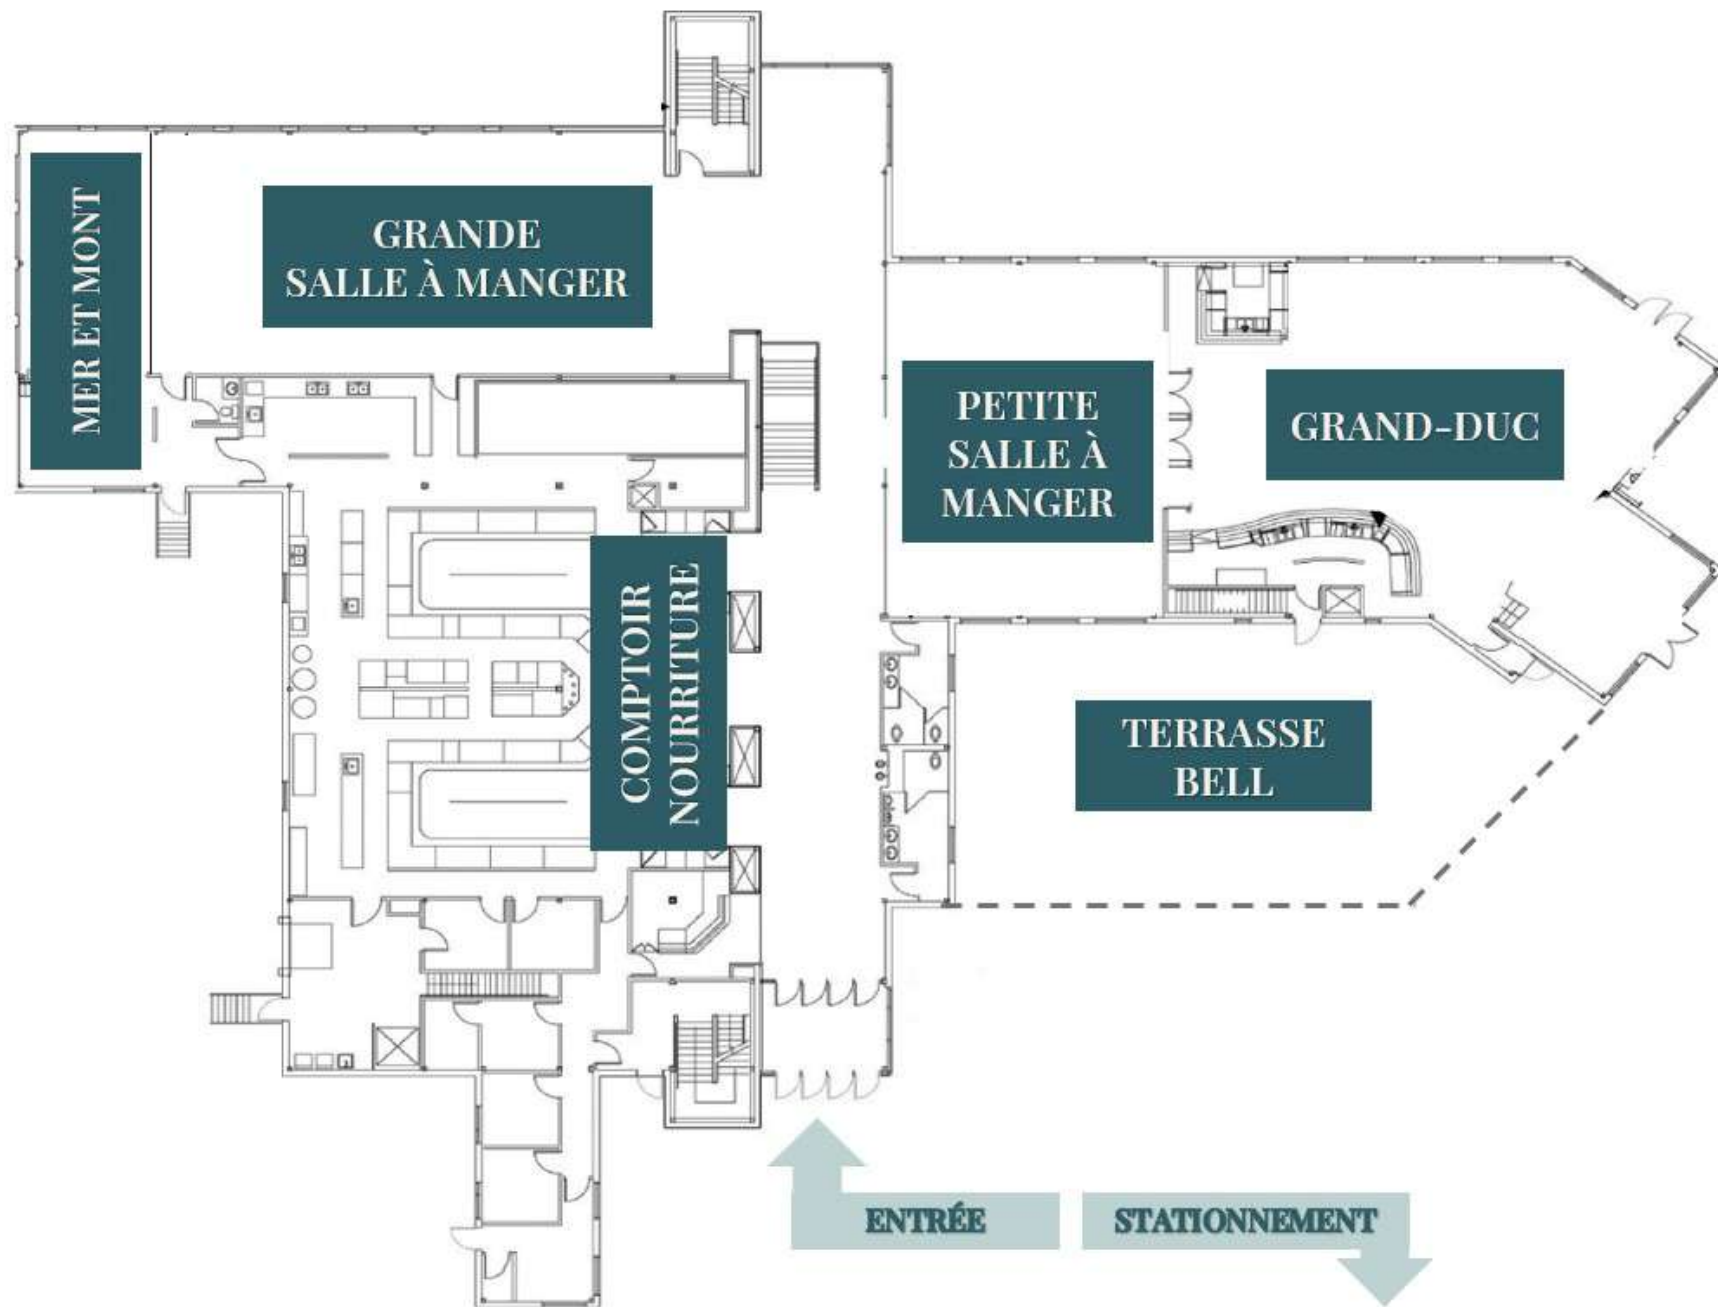 MER ET MONT
GRANDE
SALLE À MANGER
PETITE
SALLE À
MANGER
GRAND-DUC
COMPTOIR
NOURRITURE
TERRASSE
BELL
ENTRÉE
STATIONNEMENT